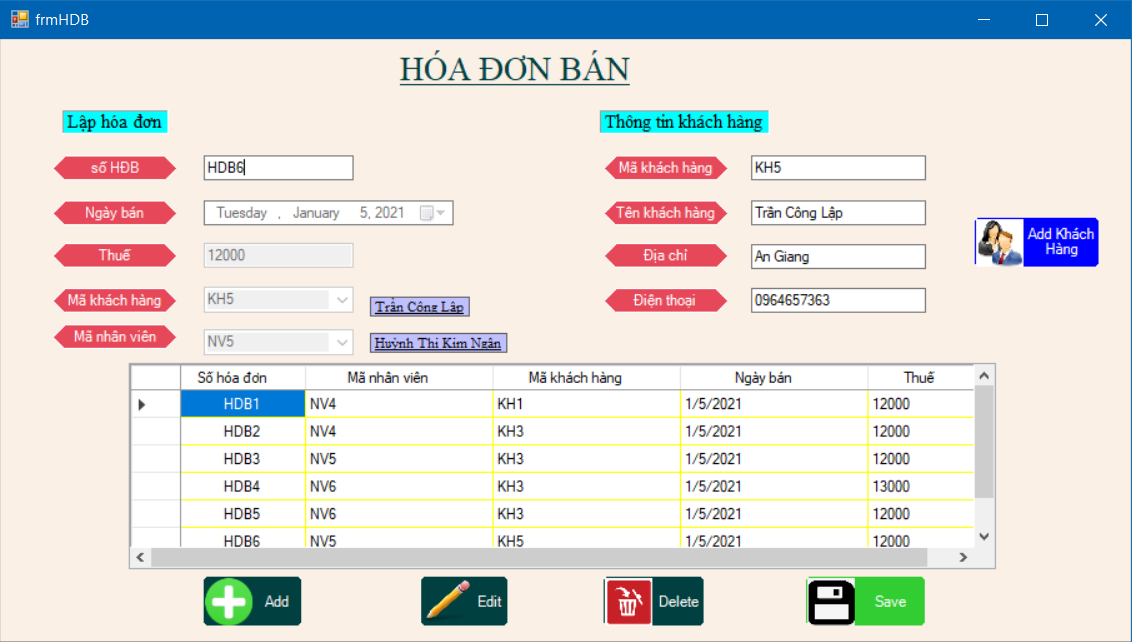 frmHDB
HÓA ĐƠN BÁN
Lập hóa đơn
Thông tin khách hàng
số HĐB HDB6
Mã khách hàng KH5
Ngày bán Tuesday , January 5, 2021
Tên khách hàng Trần Công Lập
Thuế 12000
Địa chỉ An Giang
Add Khách
Hàng
Mã khách hàng KH5 Trần Công Lập
Điện thoại 0964657363
Mã nhân viên NV5 Huỳnh Thị Kim Ngân
Số hóa đơn Mã nhân viên Mã khách hàng Ngày bán Thuế
HDB1 NV4 KH1 1/5/2021 12000
HDB2 NV4 KH3 1/5/2021 12000
HDB3 NV5 KH3 1/5/2021 12000
HDB4 NV6 KH3 1/5/2021 13000
HDB5 NV6 KH3 1/5/2021 12000
HDB6 NV5 KH5 1/5/2021 12000
Add Edit Delete Save